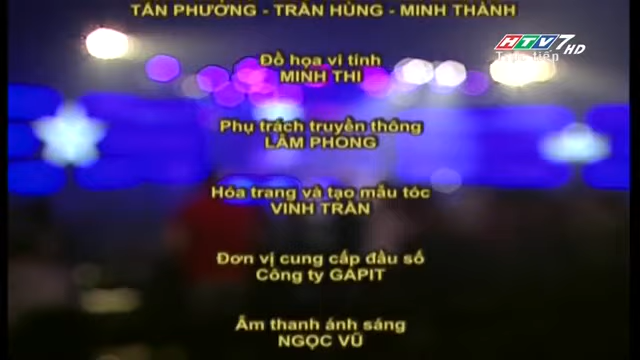 TẤN PHƯỚNG - TRẦN HÙNG - MINH THÀNH
HTV7 HD
Trực tiếp
Đồ họa vi tính
MINH THI
Phụ trách truyền thông
LÂM PHONG
Hóa trang và tạo mẫu tóc
VINH TRẦN
Đơn vị cung cấp đầu số
Công ty GAPIT
Âm thanh ánh sáng
NGỌC VŨ